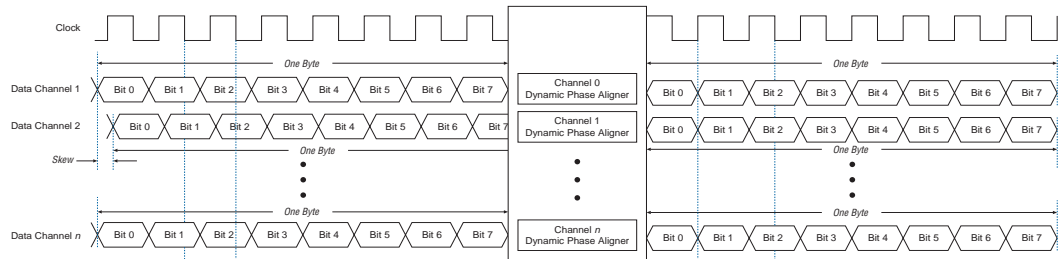 Clock
One Byte
One Byte
Data Channel 1
Bit 0 Bit 1 Bit 2 Bit 3 Bit 4 Bit 5 Bit 6 Bit 7
Channel 0
Dynamic Phase Aligner
Bit 0 Bit 1 Bit 2 Bit 3 Bit 4 Bit 5 Bit 6 Bit 7
Data Channel 2
Bit 0 Bit 1 Bit 2 Bit 3 Bit 4 Bit 5 Bit 6 Bit 7
Channel 1
Dynamic Phase Aligner
Bit 0 Bit 1 Bit 2 Bit 3 Bit 4 Bit 5 Bit 6 Bit 7
Skew
One Byte
One Byte
One Byte
One Byte
Data Channel n
Bit 0 Bit 1 Bit 2 Bit 3 Bit 4 Bit 5 Bit 6 Bit 7
Channel n
Dynamic Phase Aligner
Bit 0 Bit 1 Bit 2 Bit 3 Bit 4 Bit 5 Bit 6 Bit 7